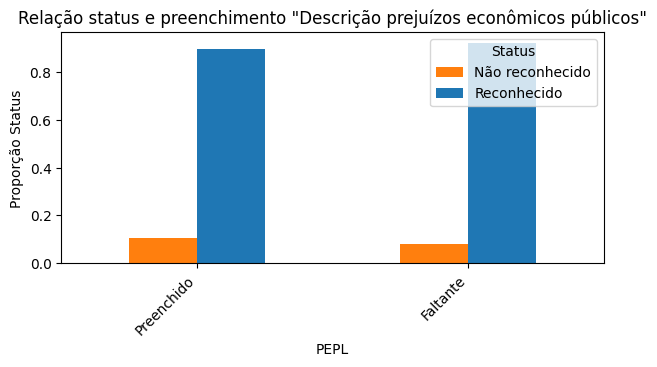 Relação status e preenchimento "Descrição prejuízos econômicos públicos"
Status
Não reconhecido
Reconhecido
Proporção Status
0.8
0.6
0.4
0.2
0.0
Preenchido
Faltante
PEPL